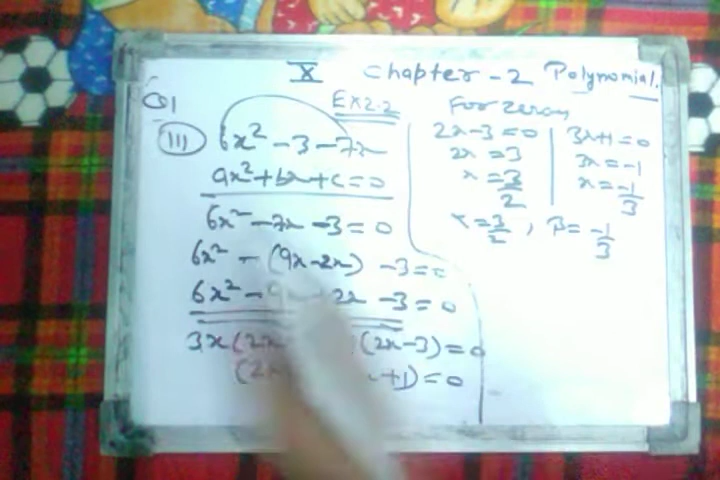 X Chapter - 2 Polynomial.
Q1 Ex 2.2
(iii) 6x² - 3 - 7x
ax² + bx + c = 0
6x² - 7x - 3 = 0
6x² - (9x - 2x) - 3 = 0
6x² - 9x + 2x - 3 = 0
3x(2x (2x - 3) = 0
(2x + 1) = 0
For zeros,
2x - 3 = 0 3x + 1 = 0
2x = 3 3x = -1
x = 3/2 x = -1/3
α = 3/2 , β = -1/3